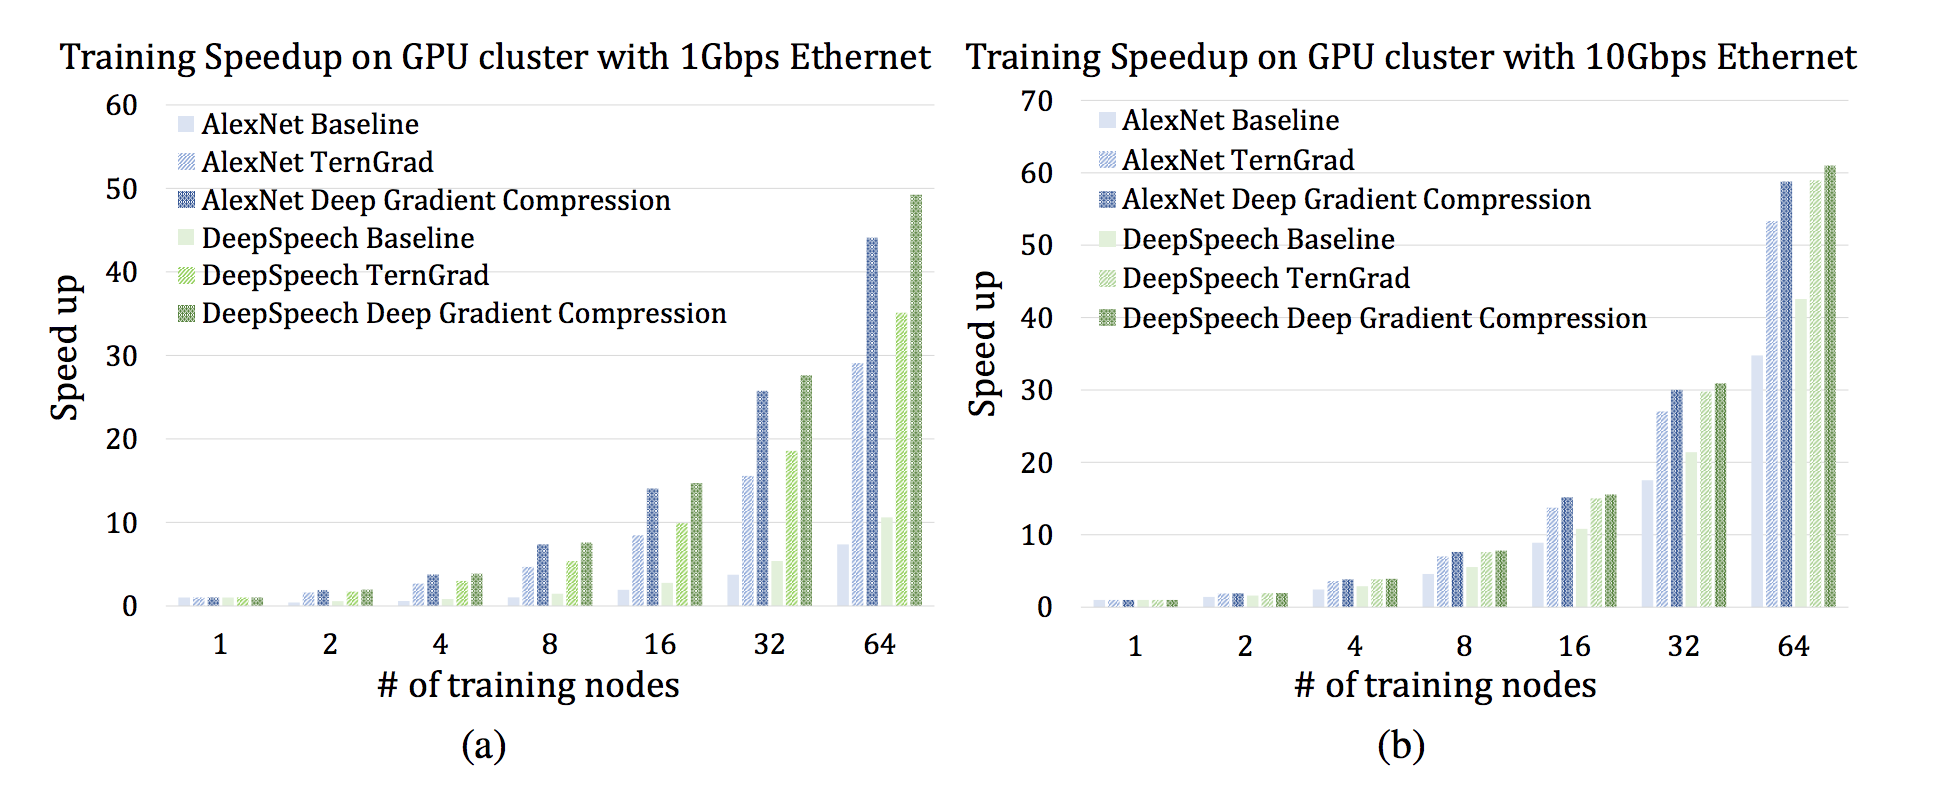 Training Speedup on GPU cluster with 1Gbps Ethernet
60
50
40
30
20
10
0
Speed up
AlexNet Baseline
AlexNet TernGrad
AlexNet Deep Gradient Compression
DeepSpeech Baseline
DeepSpeech TernGrad
DeepSpeech Deep Gradient Compression
1 2 4 8 16 32 64
# of training nodes
(a)
Training Speedup on GPU cluster with 10Gbps Ethernet
70
60
50
40
30
20
10
0
Speed up
AlexNet Baseline
AlexNet TernGrad
AlexNet Deep Gradient Compression
DeepSpeech Baseline
DeepSpeech TernGrad
DeepSpeech Deep Gradient Compression
1 2 4 8 16 32 64
# of training nodes
(b)